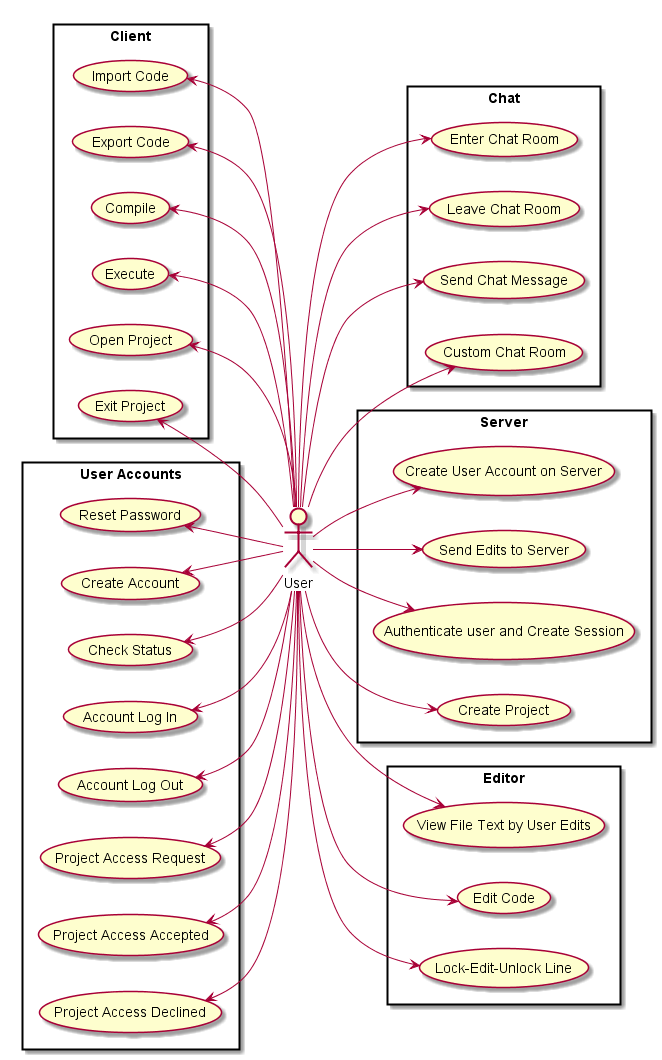 Client
Import Code
Export Code
Compile
Execute
Open Project
Exit Project
Chat
Enter Chat Room
Leave Chat Room
Send Chat Message
Custom Chat Room
User Accounts
Reset Password
Create Account
Check Status
Account Log In
Account Log Out
Project Access Request
Project Access Accepted
Project Access Declined
User
Server
Create User Account on Server
Send Edits to Server
Authenticate user and Create Session
Create Project
Editor
View File Text by User Edits
Edit Code
Lock-Edit-Unlock Line